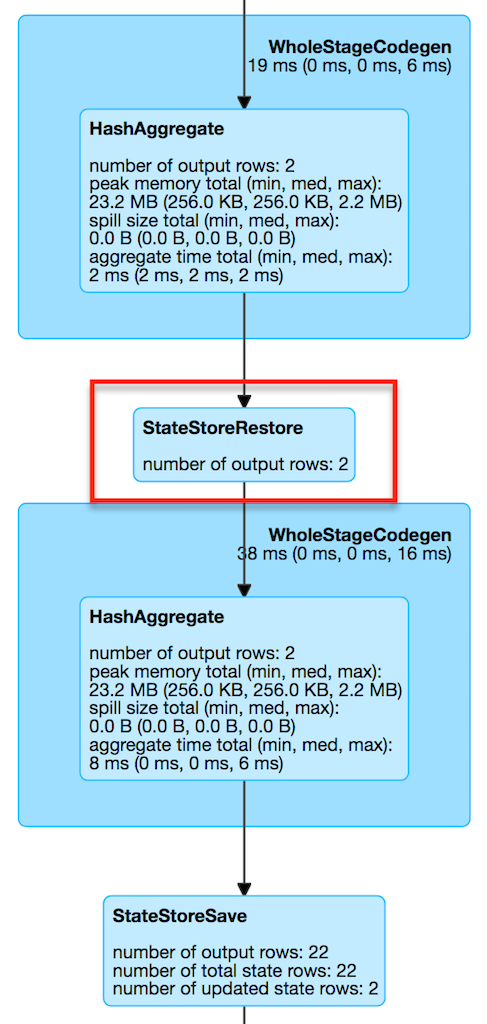 WholeStageCodegen
19 ms (0 ms, 0 ms, 6 ms)
HashAggregate
number of output rows: 2
peak memory total (min, med, max):
23.2 MB (256.0 KB, 256.0 KB, 2.2 MB)
spill size total (min, med, max):
0.0 B (0.0 B, 0.0 B, 0.0 B)
aggregate time total (min, med, max):
2 ms (2 ms, 2 ms, 2 ms)
StateStoreRestore
number of output rows: 2
WholeStageCodegen
38 ms (0 ms, 0 ms, 16 ms)
HashAggregate
number of output rows: 2
peak memory total (min, med, max):
23.2 MB (256.0 KB, 256.0 KB, 2.2 MB)
spill size total (min, med, max):
0.0 B (0.0 B, 0.0 B, 0.0 B)
aggregate time total (min, med, max):
8 ms (0 ms, 0 ms, 6 ms)
StateStoreSave
number of output rows: 22
number of total state rows: 22
number of updated state rows: 2